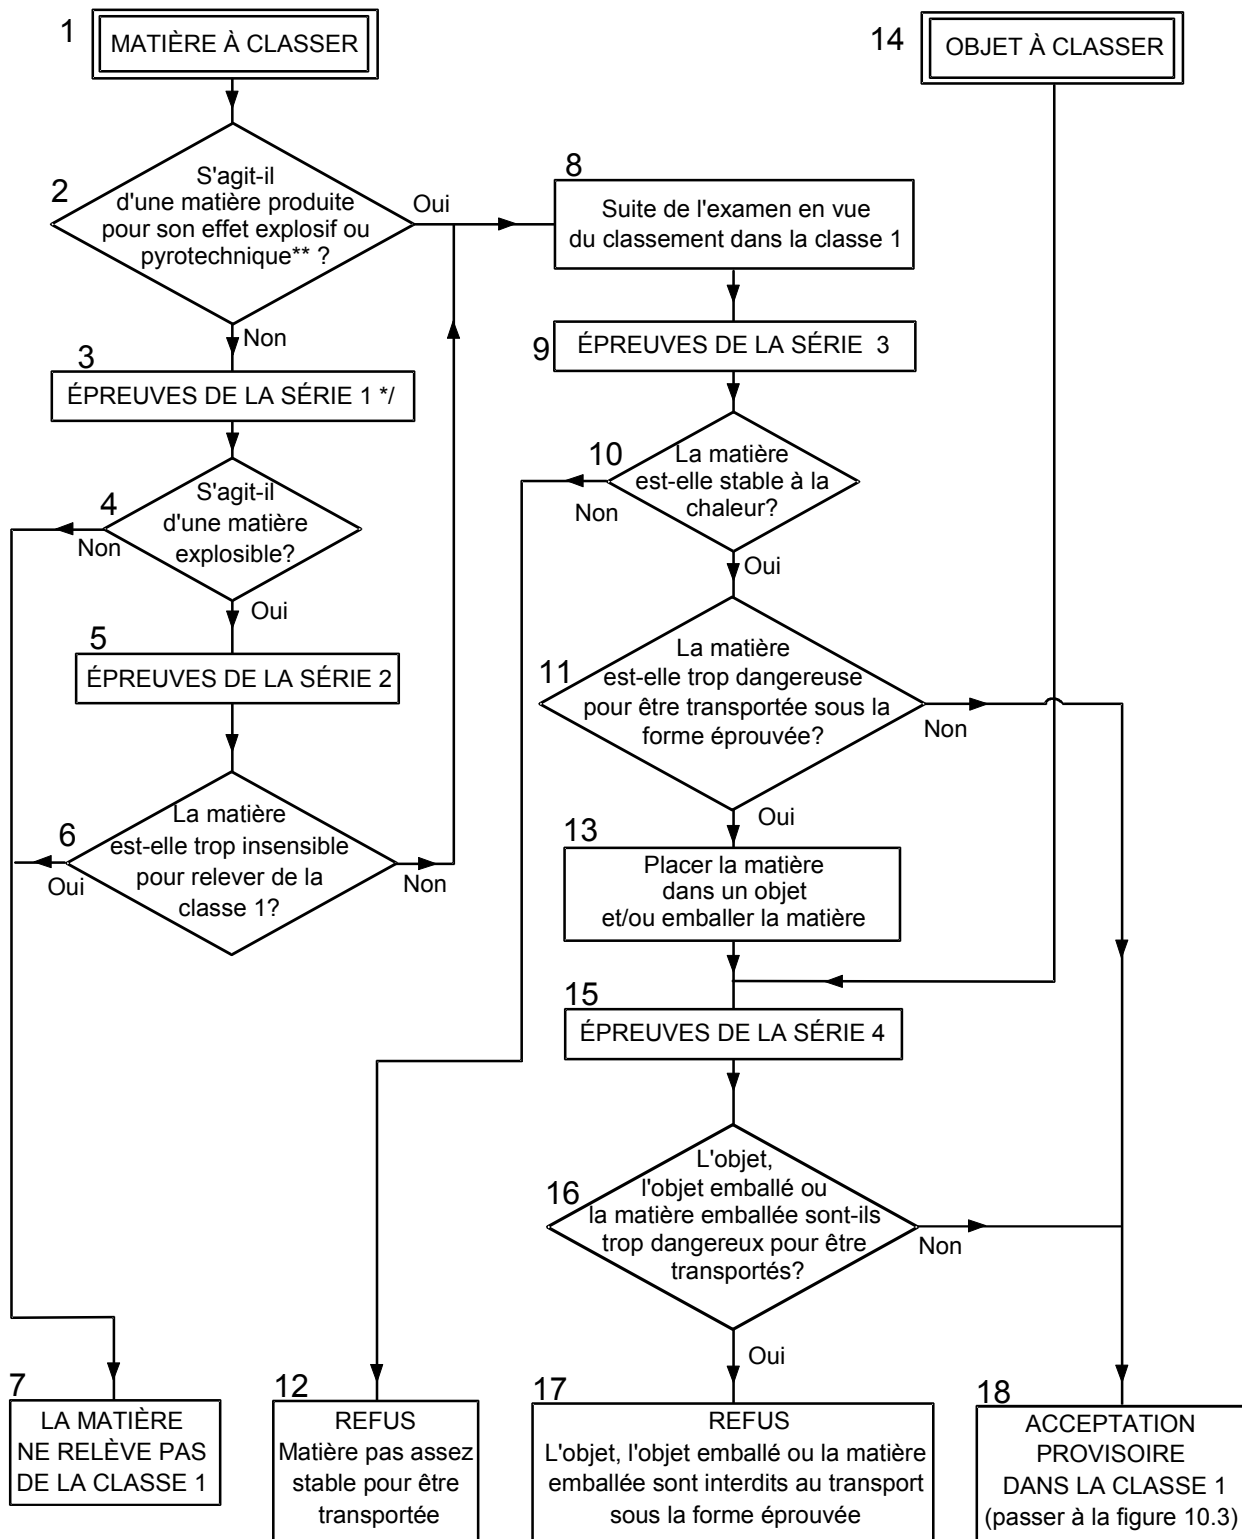 1
MATIÈRE À CLASSER
14
OBJET À CLASSER
2
S'agit-il
d'une matière produite
pour son effet explosif ou
pyrotechnique** ?
Oui
Non
8
Suite de l'examen en vue
du classement dans la classe 1
3
ÉPREUVES DE LA SÉRIE 1 */
9
ÉPREUVES DE LA SÉRIE 3
4
S'agit-il
d'une matière
explosible?
Non
Oui
10
La matière
est-elle stable à la
chaleur?
Non
Oui
5
ÉPREUVES DE LA SÉRIE 2
11
La matière
est-elle trop dangereuse
pour être transportée sous la
forme éprouvée?
Non
Oui
6
La matière
est-elle trop insensible
pour relever de la
classe 1?
Oui
Non
13
Placer la matière
dans un objet
et/ou emballer la matière
15
ÉPREUVES DE LA SÉRIE 4
16
L'objet,
l'objet emballé ou
la matière emballée sont-ils
trop dangereux pour être
transportés?
Non
Oui
7
LA MATIÈRE
NE RELÈVE PAS
DE LA CLASSE 1
12
REFUS
Matière pas assez
stable pour être
transportée
17
REFUS
L'objet, l'objet emballé ou la matière
emballée sont interdits au transport
sous la forme éprouvée
18
ACCEPTATION
PROVISOIRE
DANS LA CLASSE 1
(passer à la figure 10.3)